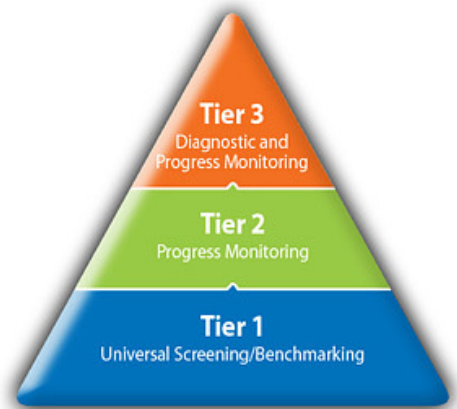 Tier 3
Diagnostic and
Progress Monitoring
Tier 2
Progress Monitoring
Tier 1
Universal Screening/Benchmarking